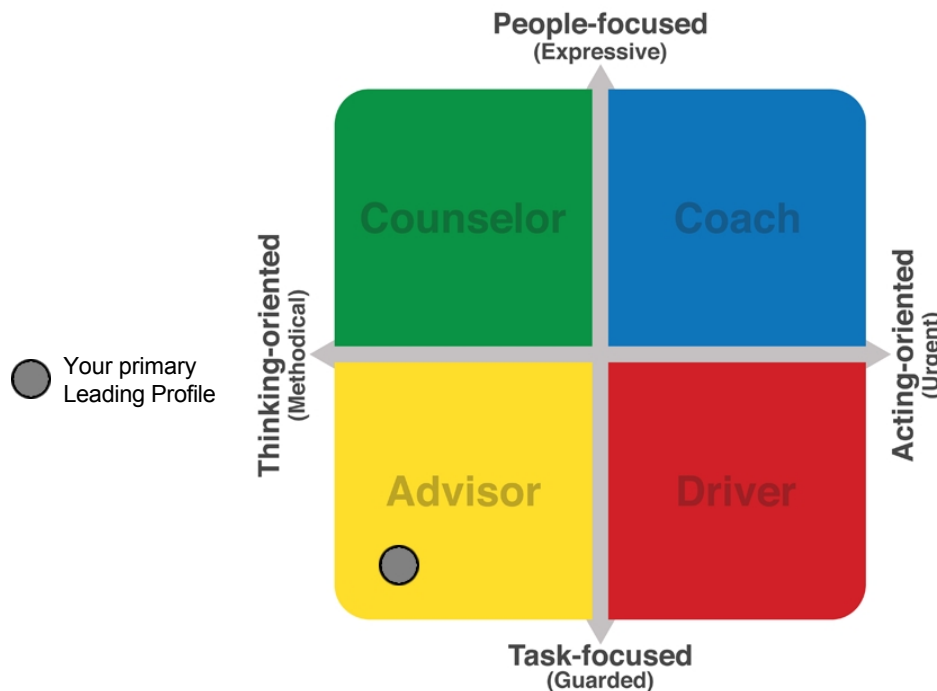 People-focused
(Expressive)
Counselor
Coach
Thinking-oriented
(Methodical)
Acting-oriented
(Urgent)
Your primary
Leading Profile
Advisor
Driver
Task-focused
(Guarded)